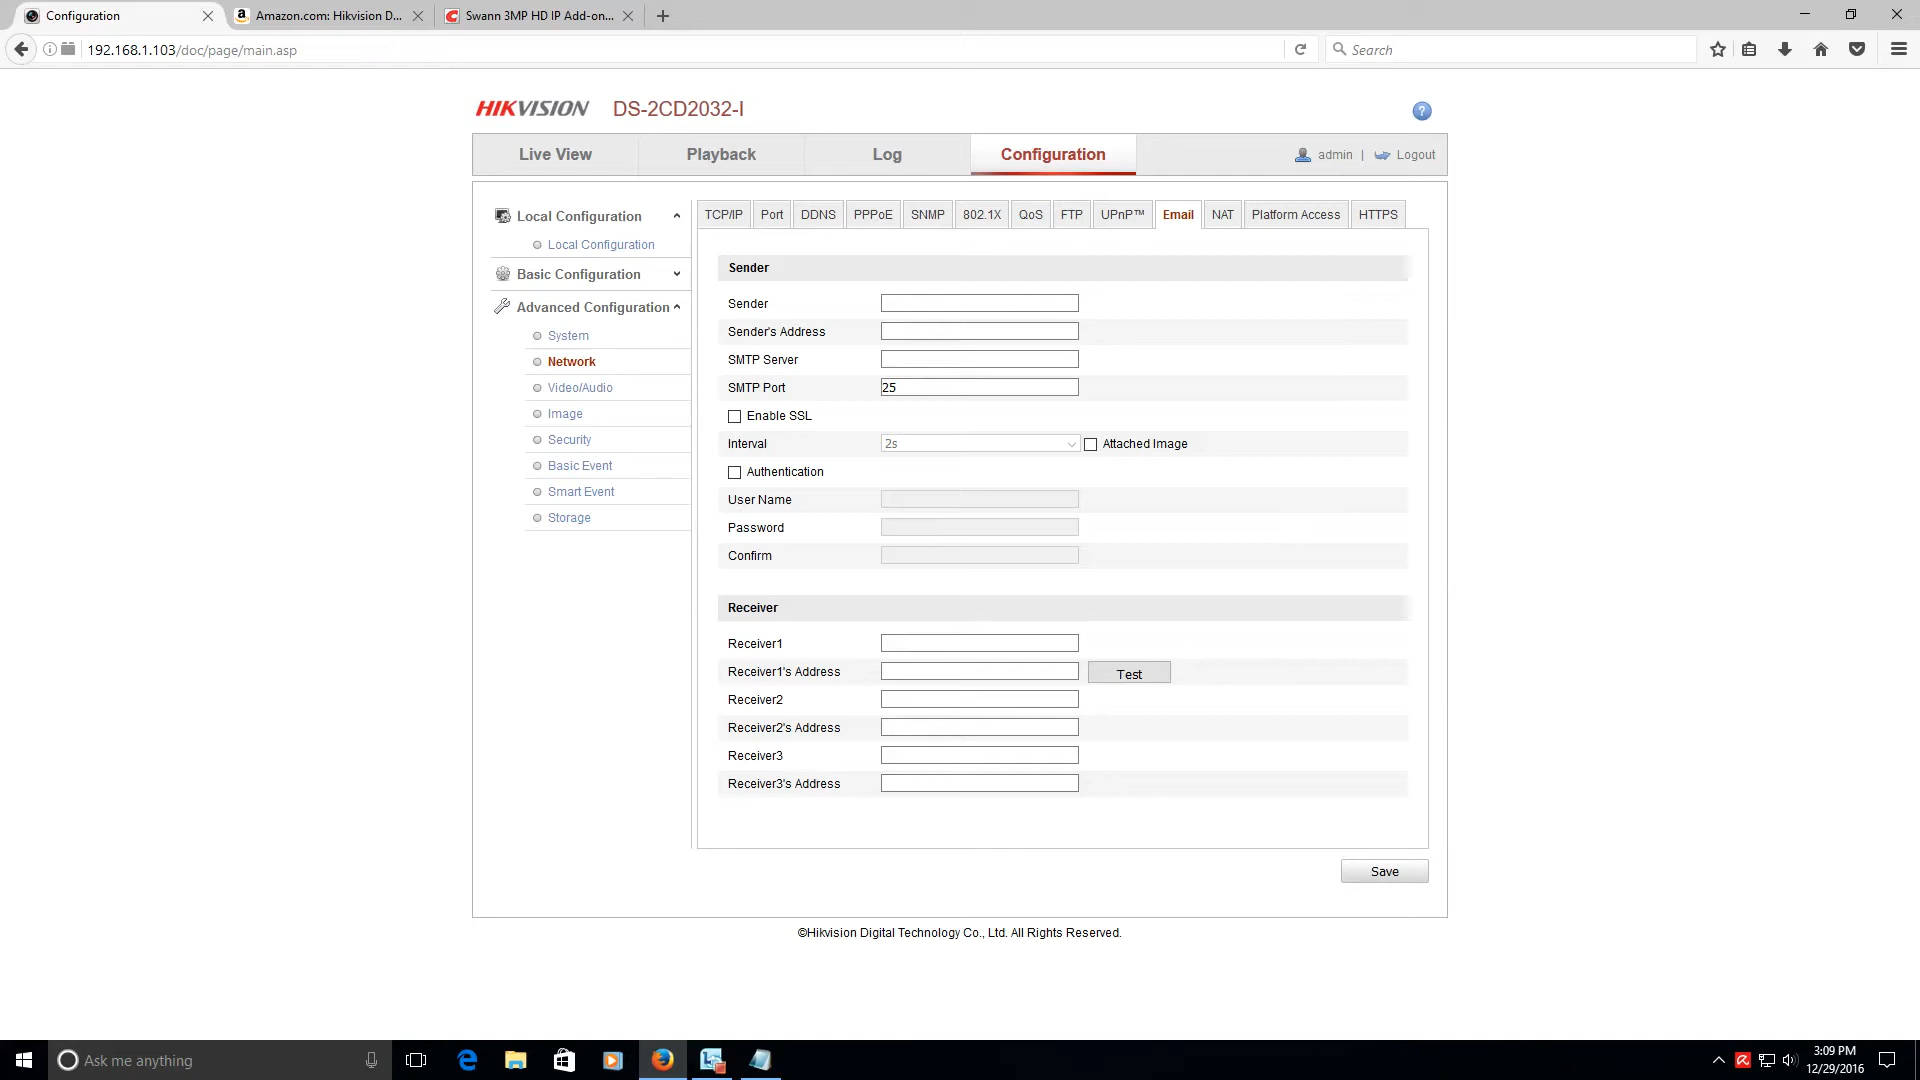 Configuration
Amazon.com: Hikvision D...
Swann 3MP HD IP Add-on...
192.168.1.103/doc/page/main.asp
Search
HIKVISION DS-2CD2032-I
?
Live View
Playback
Log
Configuration
admin | Logout
Local Configuration
Local Configuration
Basic Configuration
Advanced Configuration
System
Network
Video/Audio
Image
Security
Basic Event
Smart Event
Storage
TCP/IP
Port
DDNS
PPPoE
SNMP
802.1X
QoS
FTP
UPnP™
Email
NAT
Platform Access
HTTPS
Sender
Sender
Sender's Address
SMTP Server
SMTP Port 25
Enable SSL
Interval 2s Attached Image
Authentication
User Name
Password
Confirm
Receiver
Receiver1
Receiver1's Address Test
Receiver2
Receiver2's Address
Receiver3
Receiver3's Address
Save
©Hikvision Digital Technology Co., Ltd. All Rights Reserved.
Ask me anything
3:09 PM
12/29/2016